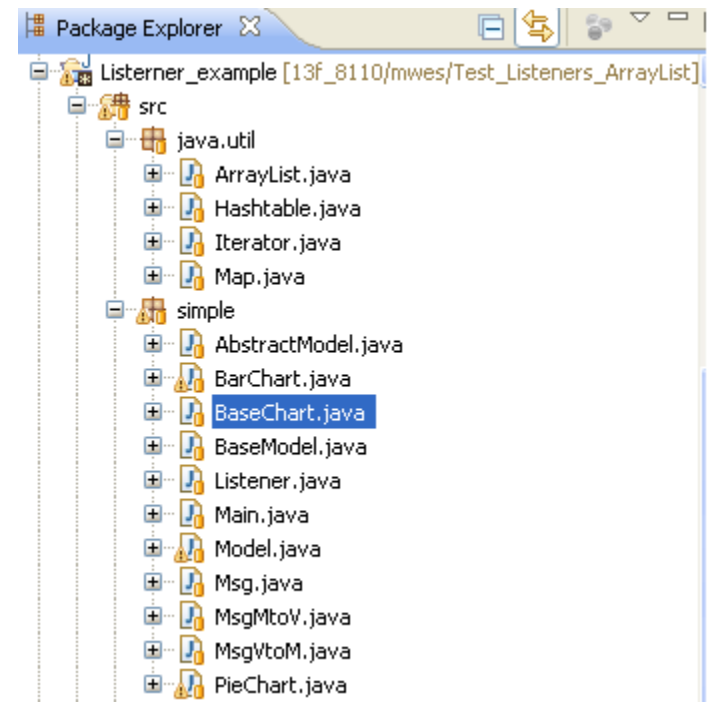 Package Explorer
Listerner_example [13f_8110/mwes/Test_Listeners_ArrayList]
src
java.util
ArrayList.java
Hashtable.java
Iterator.java
Map.java
simple
AbstractModel.java
BarChart.java
BaseChart.java
BaseModel.java
Listener.java
Main.java
Model.java
Msg.java
MsgMtoV.java
MsgVtoM.java
PieChart.java